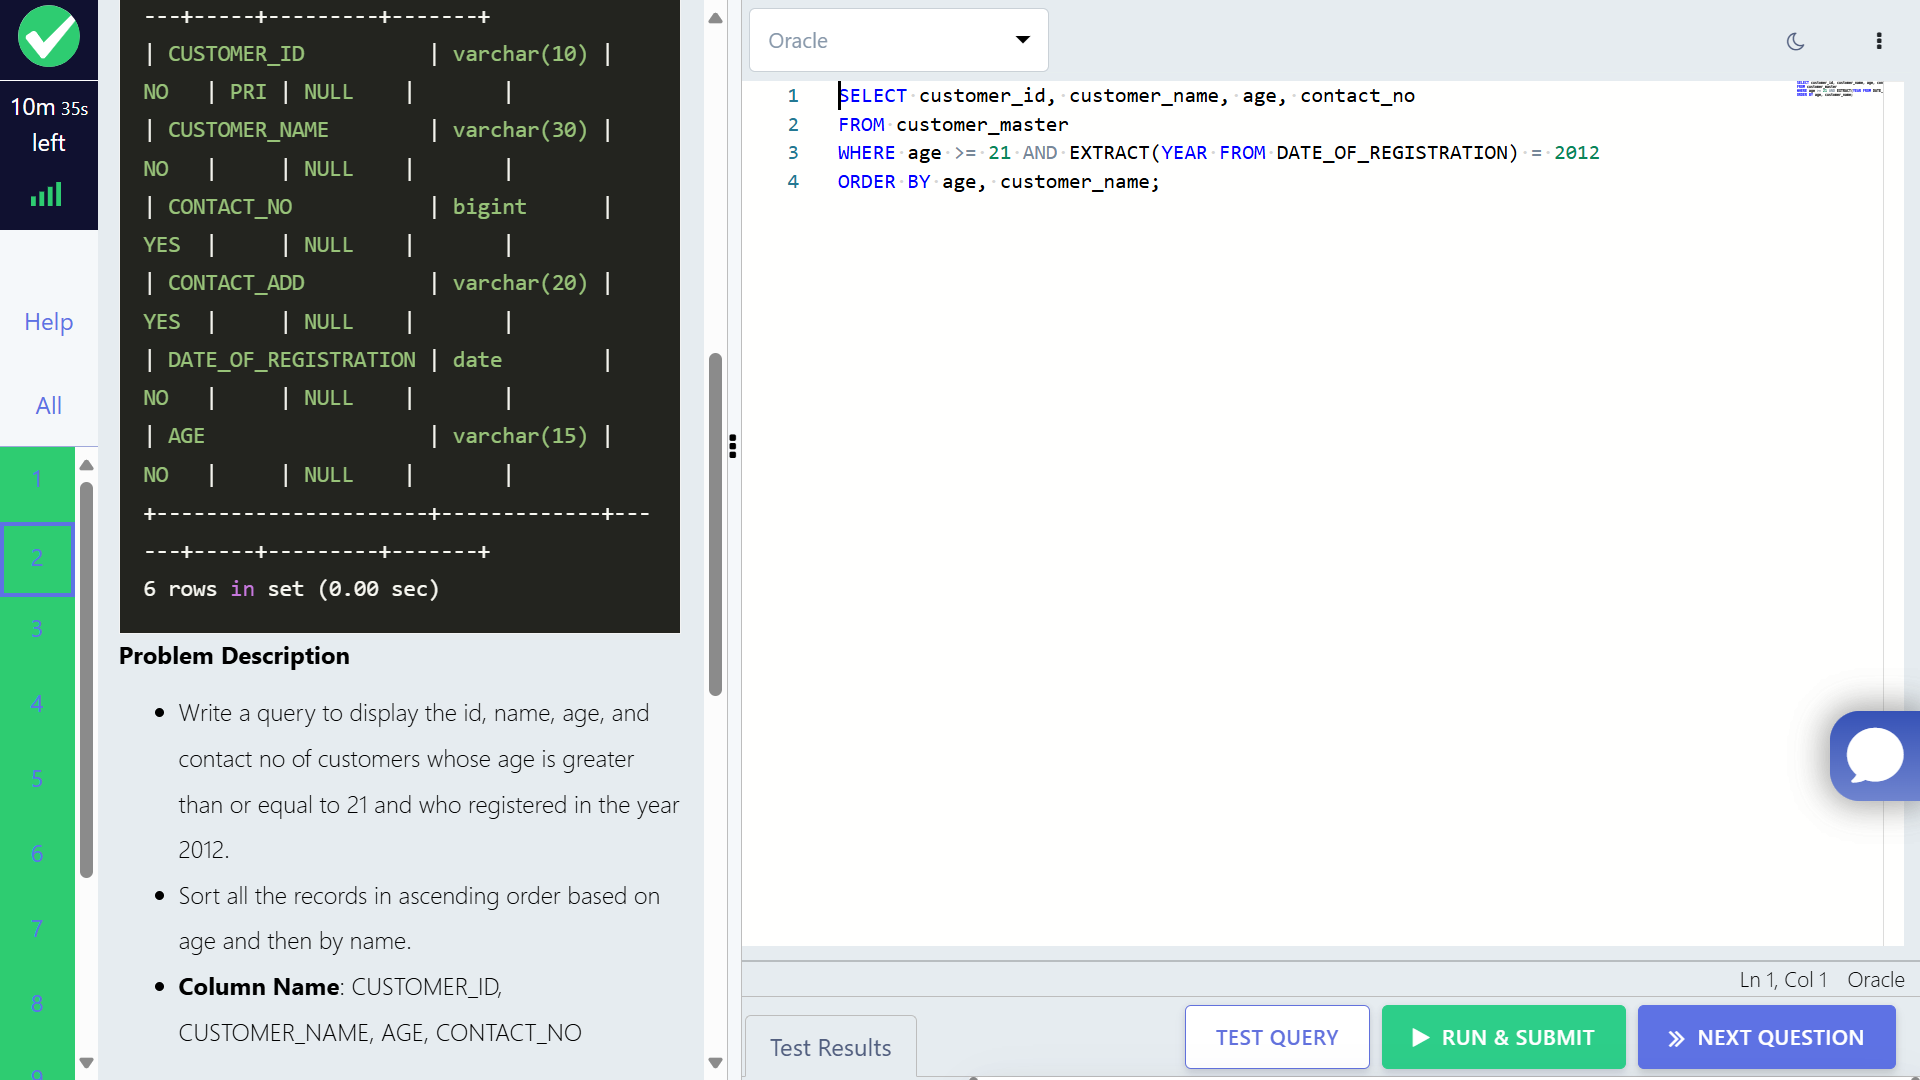 10m 35s
left
Help
All
1
2
3
4
5
6
7
8
9
---+-----+---------+-------+
| CUSTOMER_ID | varchar(10) |
NO | PRI | NULL | |
| CUSTOMER_NAME | varchar(30) |
NO | | NULL | |
| CONTACT_NO | bigint |
YES | | NULL | |
| CONTACT_ADD | varchar(20) |
YES | | NULL | |
| DATE_OF_REGISTRATION | date |
NO | | NULL | |
| AGE | varchar(15) |
NO | | NULL | |
+----------------------+-------------+---
---+-----+---------+-------+
6 rows in set (0.00 sec)
Problem Description
• Write a query to display the id, name, age, and
contact no of customers whose age is greater
than or equal to 21 and who registered in the year
2012.
• Sort all the records in ascending order based on
age and then by name.
• Column Name: CUSTOMER_ID,
CUSTOMER_NAME, AGE, CONTACT_NO
Oracle
1 SELECT customer_id, customer_name, age, contact_no
2 FROM customer_master
3 WHERE age >= 21 AND EXTRACT(YEAR FROM DATE_OF_REGISTRATION) = 2012
4 ORDER BY age, customer_name;
Ln 1, Col 1 Oracle
Test Results
TEST QUERY
RUN & SUBMIT
NEXT QUESTION